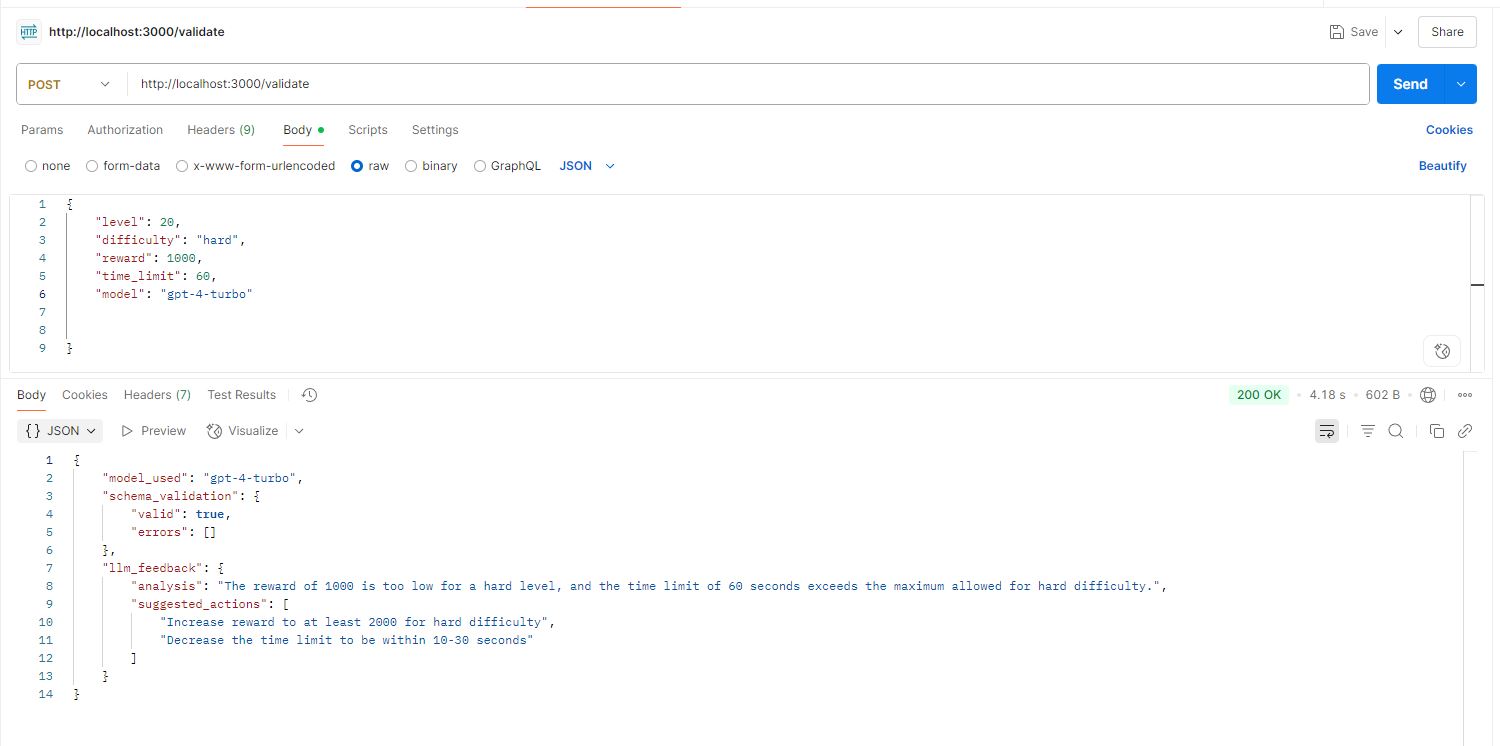 HTTP http://localhost:3000/validate Save Share
POST http://localhost:3000/validate Send
Params Authorization Headers (9) Body Scripts Settings Cookies
none form-data x-www-form-urlencoded raw binary GraphQL JSON Beautify
1 {
2 "level": 20,
3 "difficulty": "hard",
4 "reward": 1000,
5 "time_limit": 60,
6 "model": "gpt-4-turbo"
7
8
9 }
Body Cookies Headers (7) Test Results 200 OK • 4.18 s • 602 B
{} JSON Preview Visualize
1 {
2 "model_used": "gpt-4-turbo",
3 "schema_validation": {
4 "valid": true,
5 "errors": []
6 },
7 "llm_feedback": {
8 "analysis": "The reward of 1000 is too low for a hard level, and the time limit of 60 seconds exceeds the maximum allowed for hard difficulty.",
9 "suggested_actions": [
10 "Increase reward to at least 2000 for hard difficulty",
11 "Decrease the time limit to be within 10-30 seconds"
12 ]
13 }
14 }